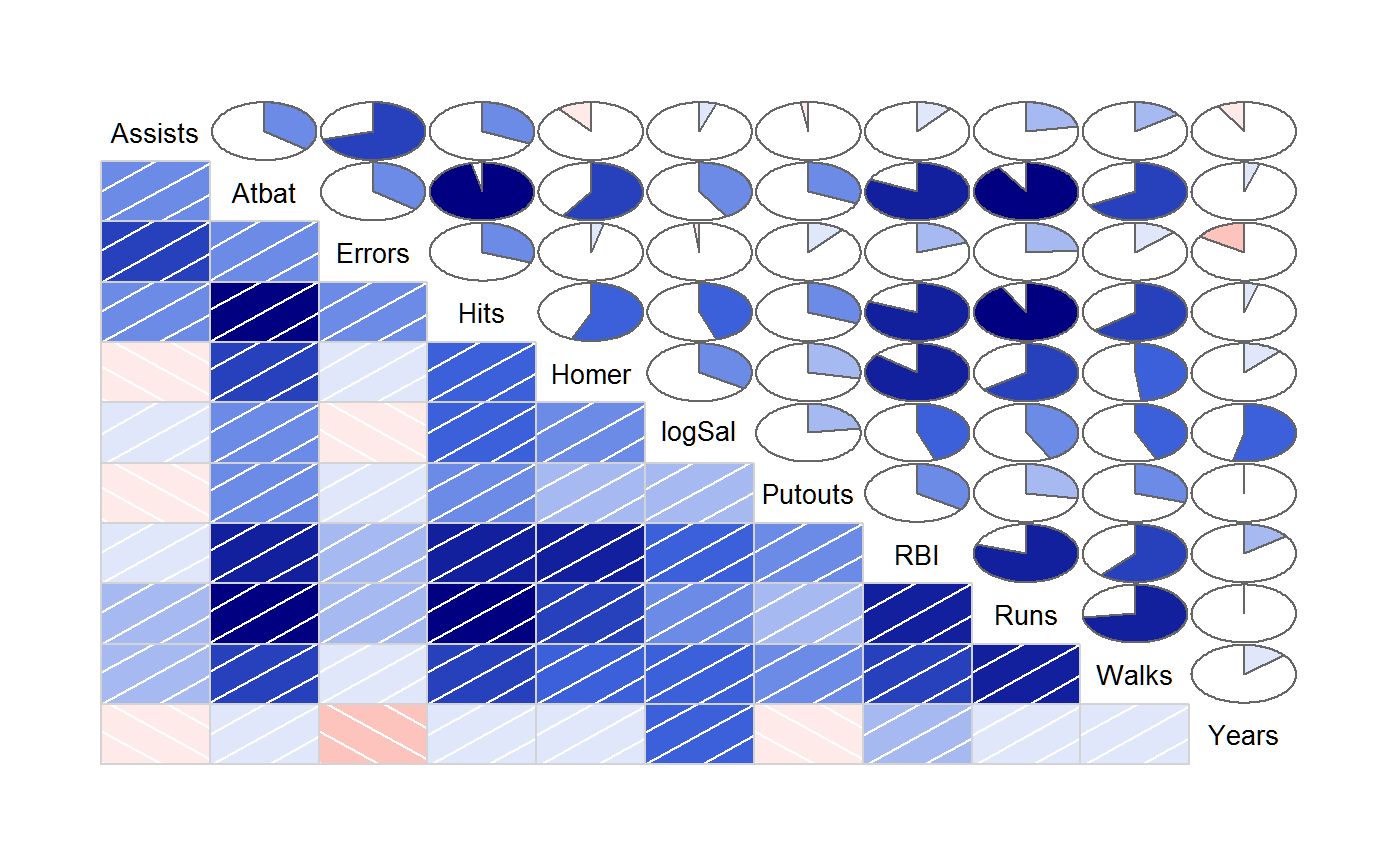 Assists
Atbat
Errors
Hits
Homer
logSal
Putouts
RBI
Runs
Walks
Years